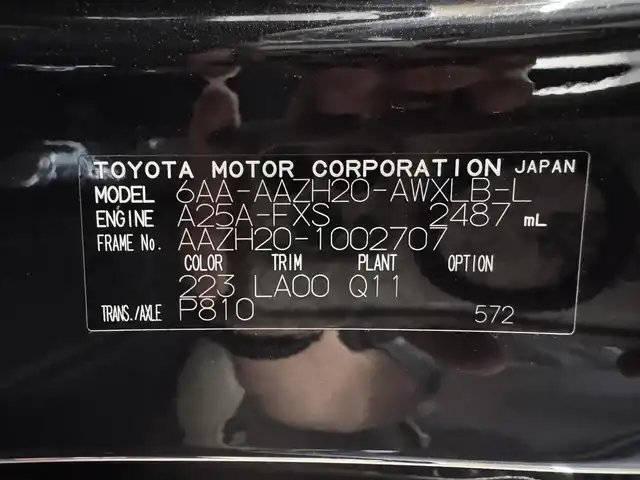 TOYOTA MOTOR CORPORATION JAPAN
MODEL 6AA-AAZH20-AWXLB-L
ENGINE A25A-FXS 2487 mL
FRAME No. AAZH20-1002707
COLOR TRIM PLANT OPTION
223 LA00 Q11
TRANS./AXLE P810 572